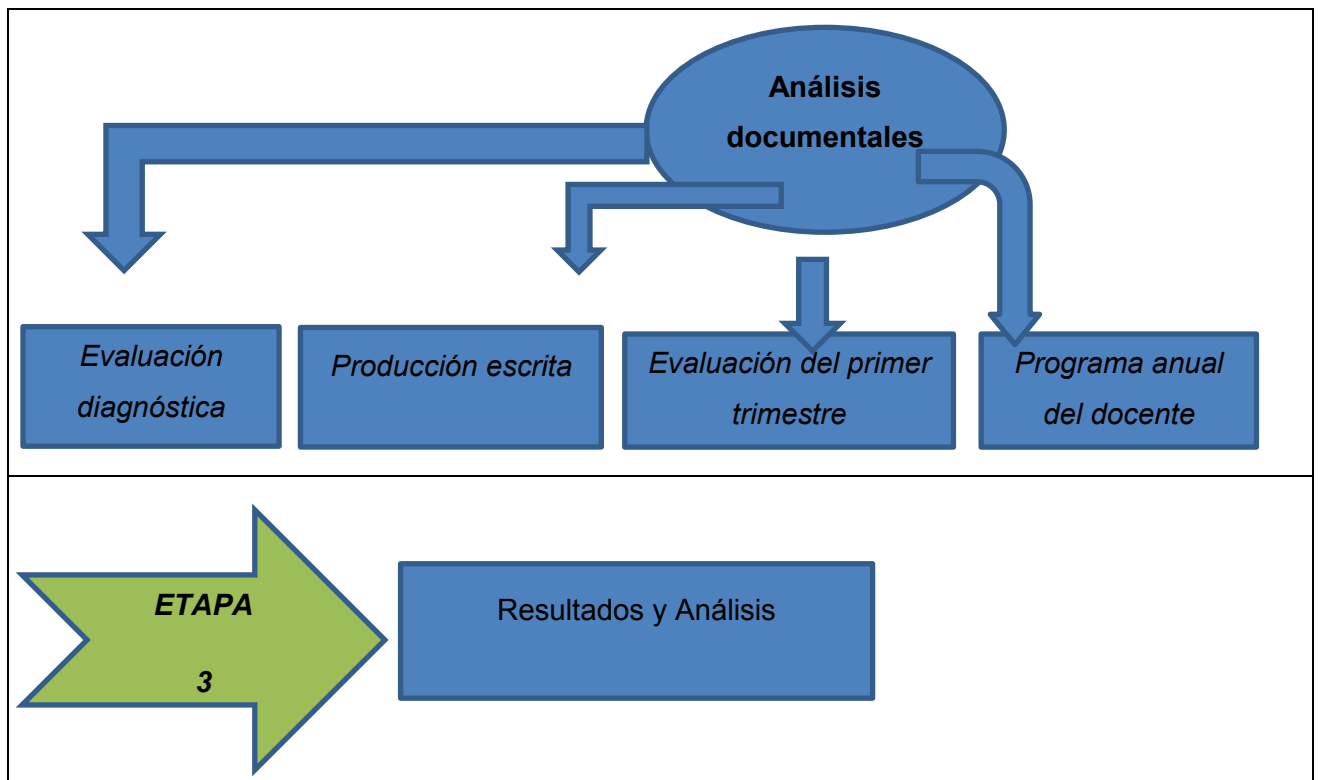 Análisis
documentales
Evaluación
diagnóstica
Producción escrita
Evaluación del primer
trimestre
Programa anual
del docente
ETAPA
3
Resultados y Análisis